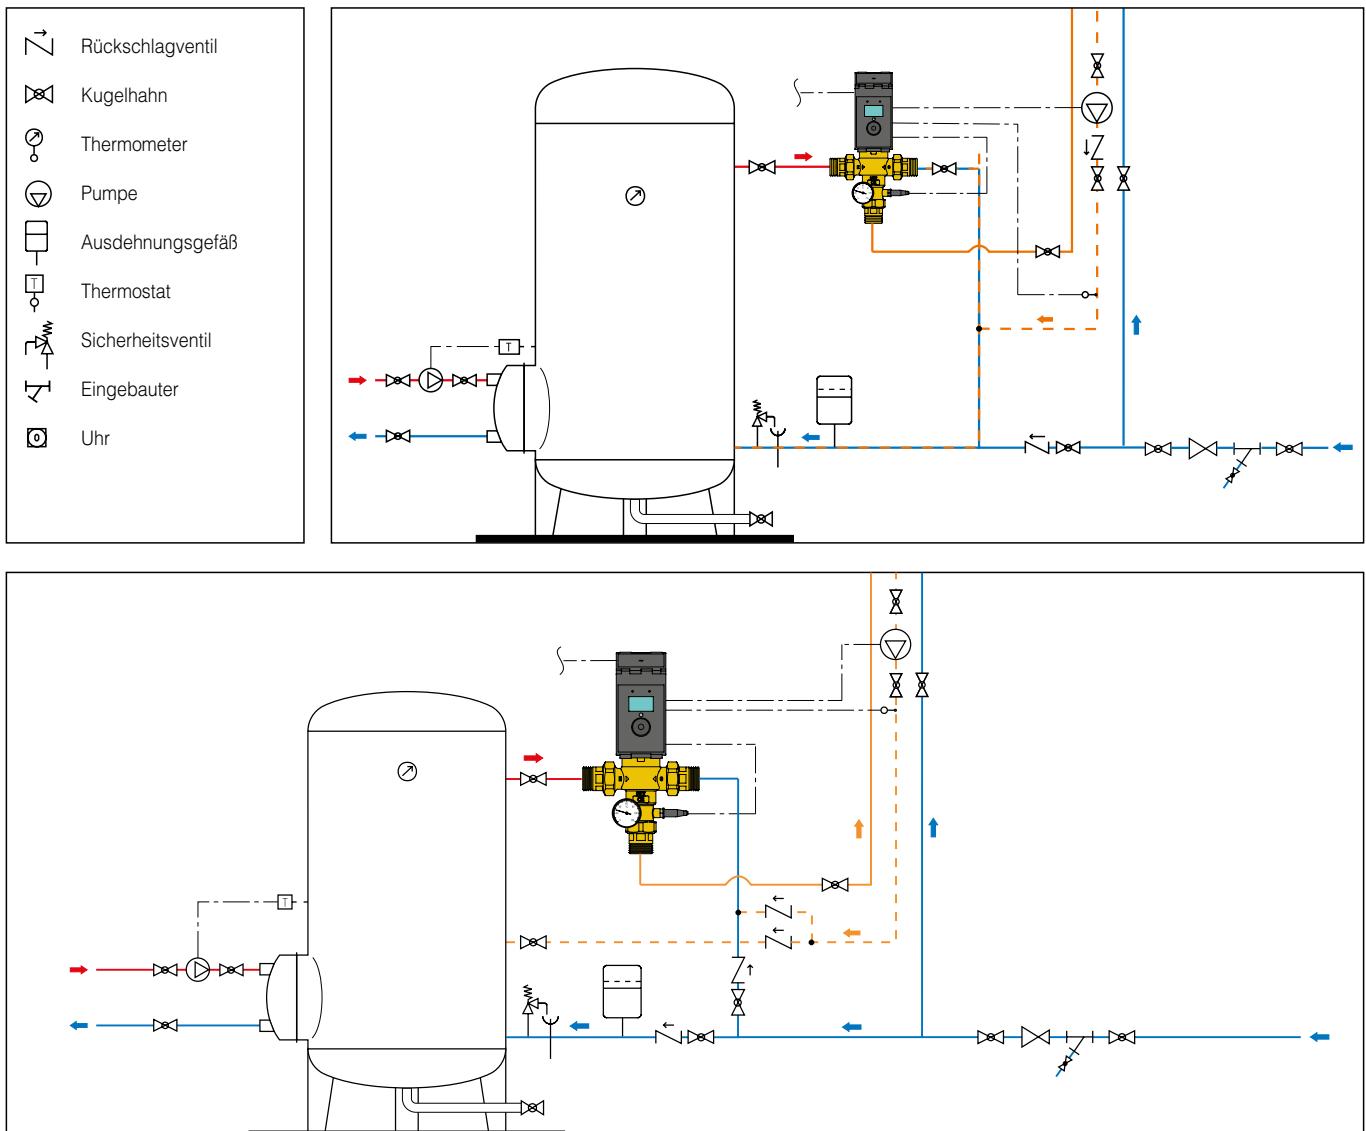 Rückschlagventil
Kugelhahn
Thermometer
Pumpe
Ausdehnungsgefäß
T
Thermostat
Sicherheitsventil
Eingebauter
Uhr
T
T